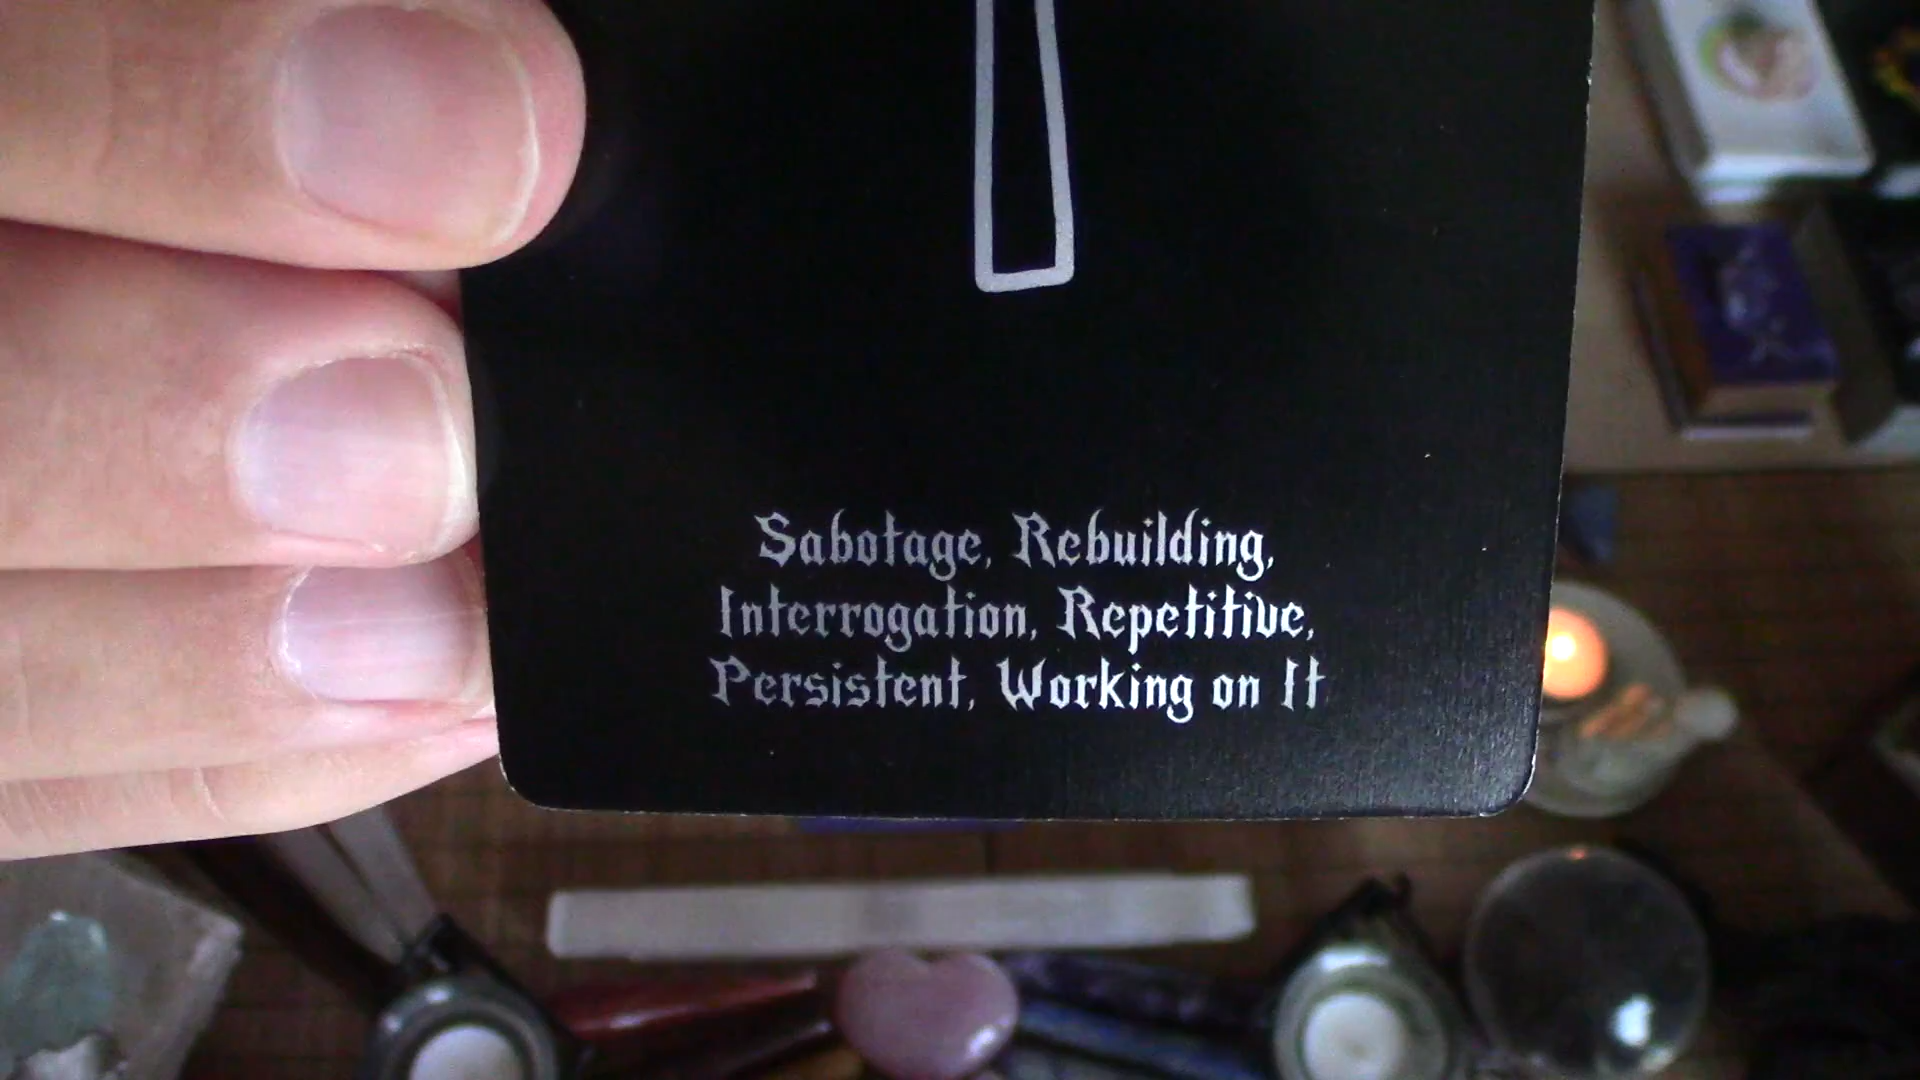 Sabotage, Rebuilding,
Interrogation, Repetitive,
Persistent, Working on It